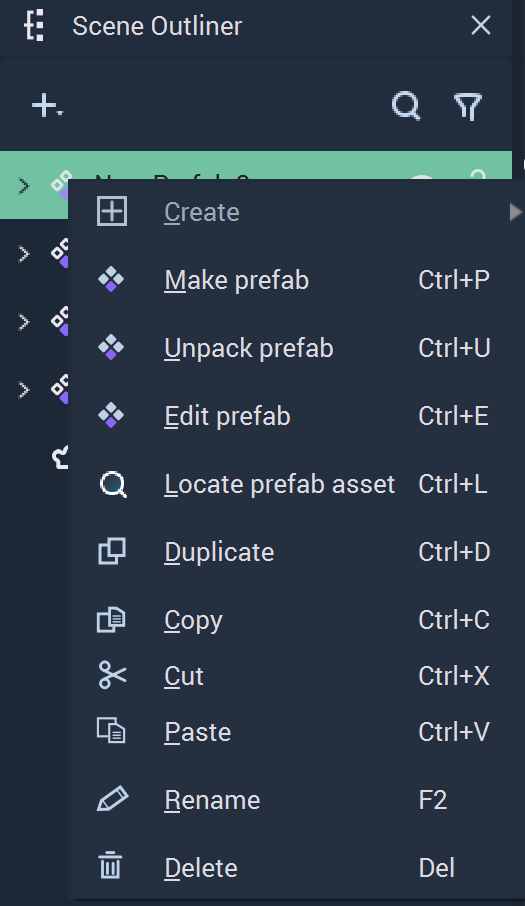 Scene Outliner
Create
Make prefab Ctrl+P
Unpack prefab Ctrl+U
Edit prefab Ctrl+E
Locate prefab asset Ctrl+L
Duplicate Ctrl+D
Copy Ctrl+C
Cut Ctrl+X
Paste Ctrl+V
Rename F2
Delete Del